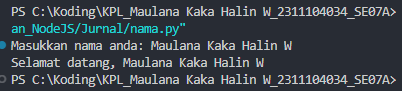 PS C:\Koding\KPL_Maulana Kaka Halin W_2311104034_SE07A>
an_NodeJS/Jurnal/nama.py"
Masukkan nama anda: Maulana Kaka Halin W
Selamat datang, Maulana Kaka Halin W
PS C:\Koding\KPL_Maulana Kaka Halin W_2311104034_SE07A>